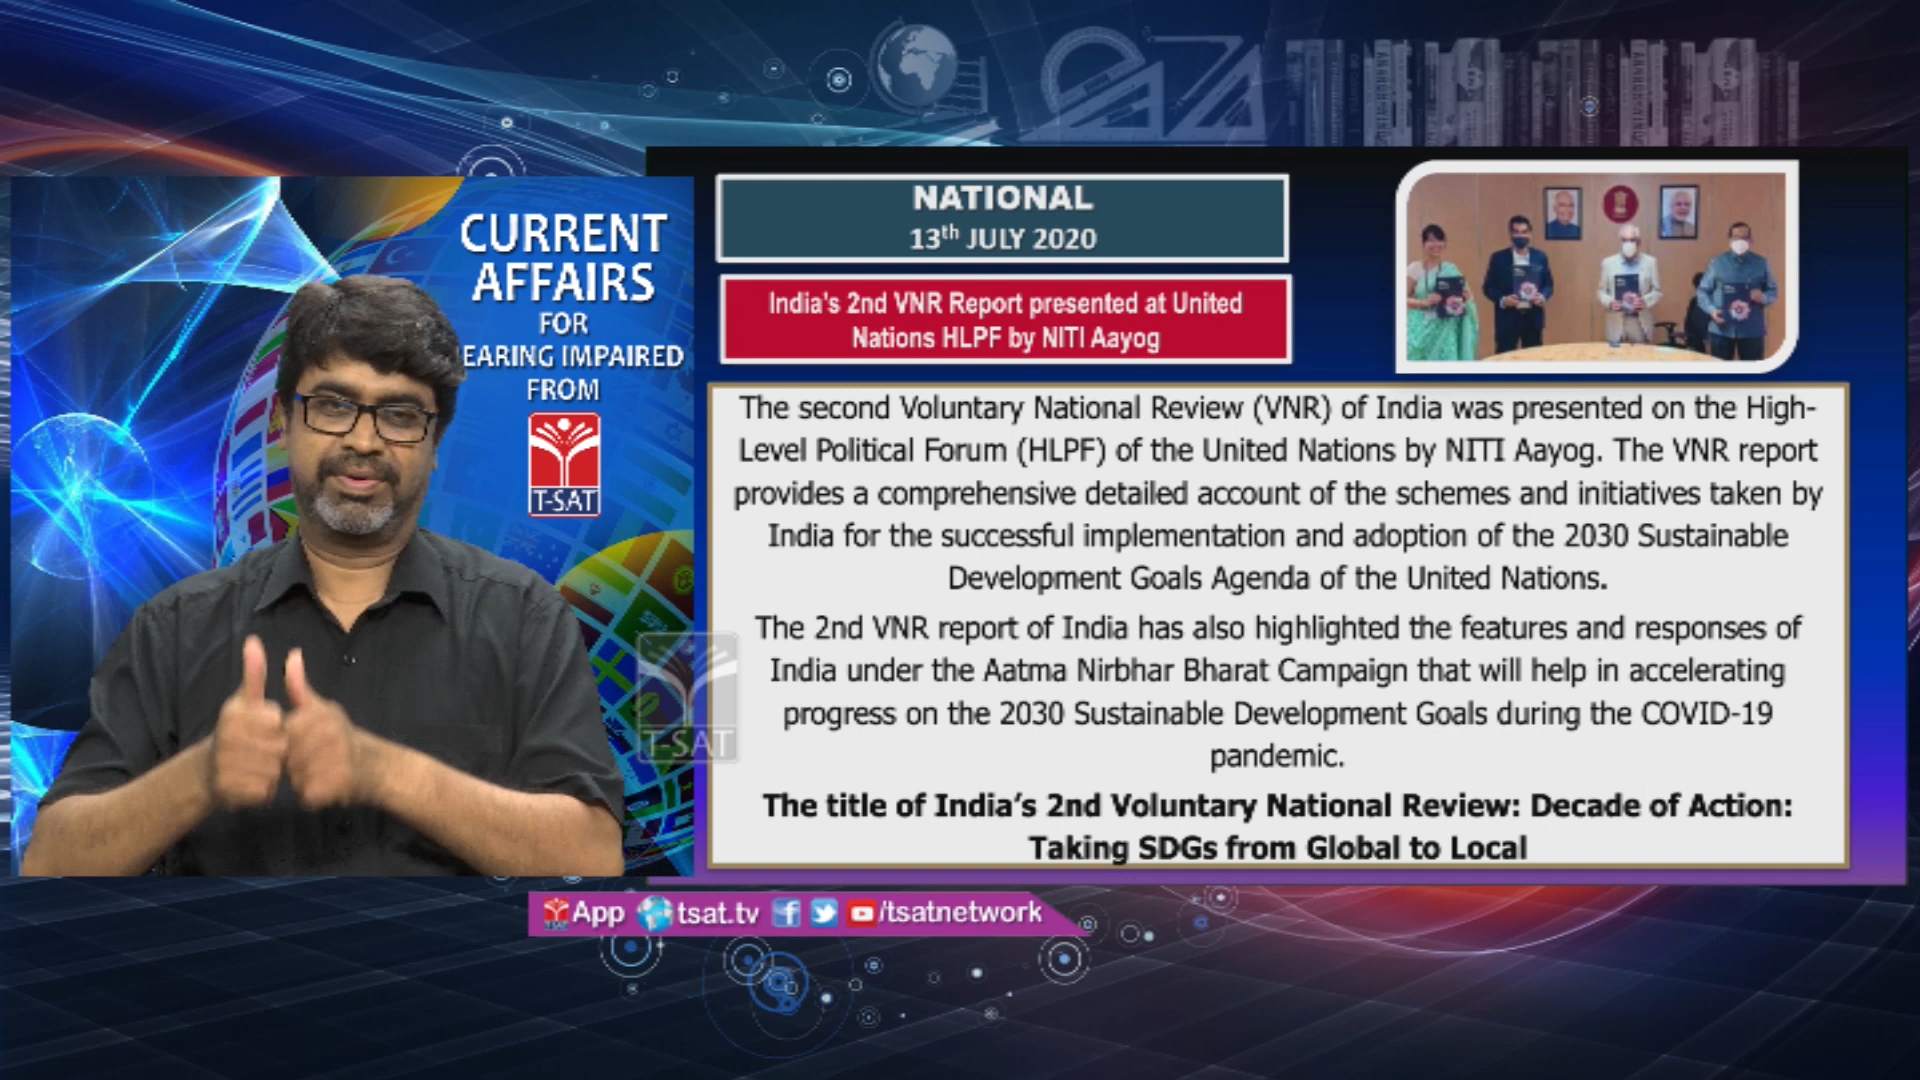 CURRENT
AFFAIRS
FOR
EARING IMPAIRED
FROM
T-SAT
NATIONAL
13th JULY 2020
India's 2nd VNR Report presented at United
Nations HLPF by NITI Aayog
The second Voluntary National Review (VNR) of India was presented on the High-
Level Political Forum (HLPF) of the United Nations by NITI Aayog. The VNR report
provides a comprehensive detailed account of the schemes and initiatives taken by
India for the successful implementation and adoption of the 2030 Sustainable
Development Goals Agenda of the United Nations.
The 2nd VNR report of India has also highlighted the features and responses of
India under the Aatma Nirbhar Bharat Campaign that will help in accelerating
progress on the 2030 Sustainable Development Goals during the COVID-19
pandemic.
The title of India's 2nd Voluntary National Review: Decade of Action:
Taking SDGs from Global to Local
T-SAT
App tsat.tv /tsatnetwork